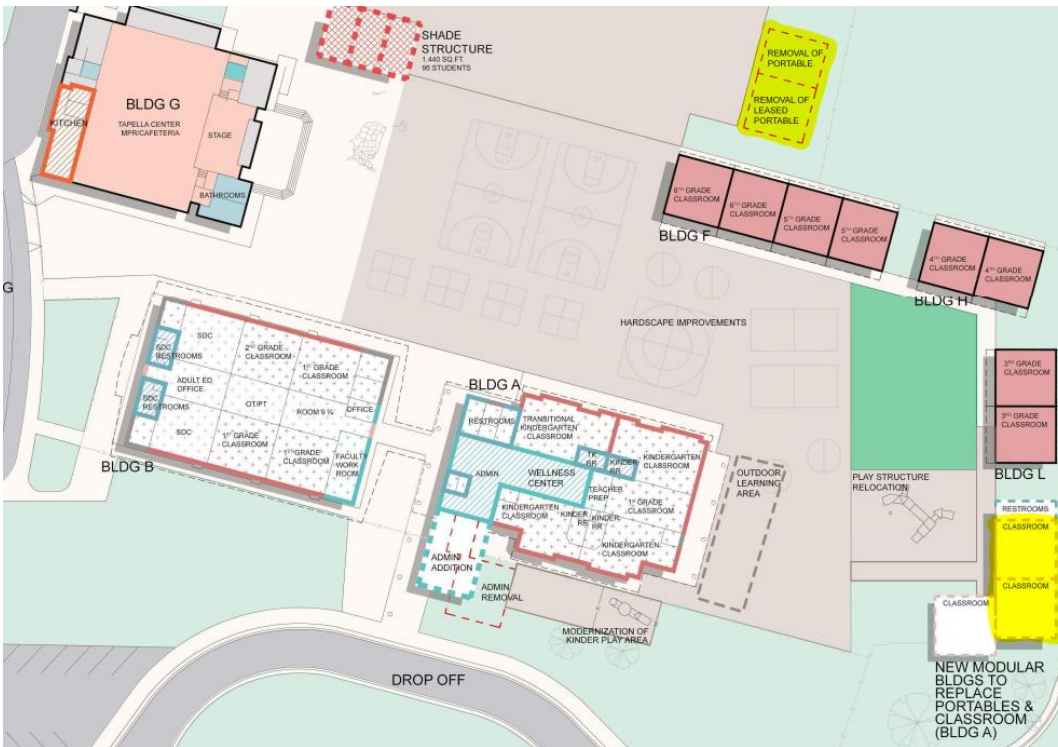 SHADE
STRUCTURE
1,440 SQ.FT.
96 STUDENTS
REMOVAL OF
PORTABLE
REMOVAL OF
LEASED
PORTABLE
BLDG G
TAPELLA CENTER
MPR/CAFETERIA
KITCHEN
STAGE
BATHROOMS
6TH GRADE
CLASSROOM
6TH GRADE
CLASSROOM
5TH GRADE
CLASSROOM
5TH GRADE
CLASSROOM
BLDG F
4TH GRADE
CLASSROOM
4TH GRADE
CLASSROOM
BLDG H
G
HARDSCAPE IMPROVEMENTS
SDC
SDC
RESTROOMS
2ND GRADE
CLASSROOM
1ST GRADE
CLASSROOM
ADULT ED
OFFICE
OT/PT
ROOM 9 ¾
OFFICE
SDC
RESTROOMS
SDC
1ST GRADE
CLASSROOM
1ST GRADE
CLASSROOM
FACULTY
WORK
ROOM
BLDG B
BLDG A
RESTROOMS
TRANSITIONAL
KINDERGARTEN
CLASSROOM
TK
RR
KINDER
RR
KINDERGARTEN
CLASSROOM
ADMIN
WELLNESS
CENTER
TEACHER
PREP
KINDERGARTEN
CLASSROOM
KINDER
RR
KINDER
RR
1ST GRADE
CLASSROOM
KINDERGARTEN
CLASSROOM
ADMIN
ADDITION
ADMIN
REMOVAL
OUTDOOR
LEARNING
AREA
MODERNIZATION OF
KINDER PLAY AREA
DROP OFF
3RD GRADE
CLASSROOM
3RD GRADE
CLASSROOM
BLDG L
PLAY STRUCTURE
RELOCATION
RESTROOMS
CLASSROOM
CLASSROOM
CLASSROOM
NEW MODULAR
BLDGS TO
REPLACE
PORTABLES &
CLASSROOM
(BLDG A)